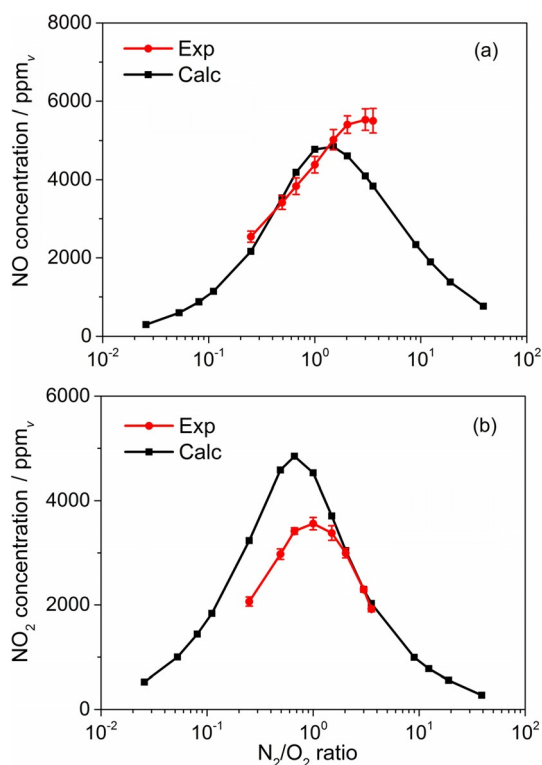 8000
6000
4000
2000
0
NO concentration / ppmᵥ
Exp
Calc
(a)
10⁻² 10⁻¹ 10⁰ 10¹ 10²
6000
4000
2000
0
NO₂ concentration / ppmᵥ
Exp
Calc
(b)
10⁻² 10⁻¹ 10⁰ 10¹ 10²
N₂/O₂ ratio